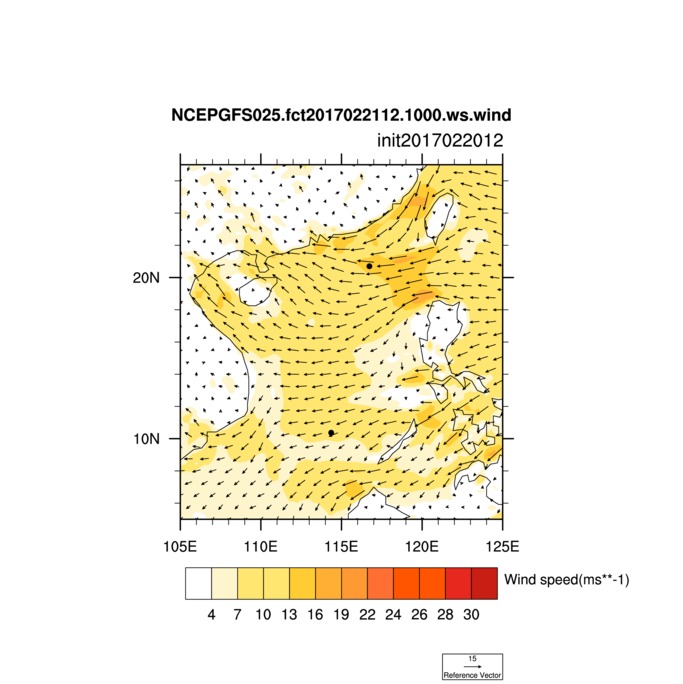 NCEPGFS025.fct2017022112.1000.ws.wind
init2017022012
20N
10N
105E 110E 115E 120E 125E
Wind speed(ms**-1)
4 7 10 13 16 19 22 24 26 28 30
15
Reference Vector